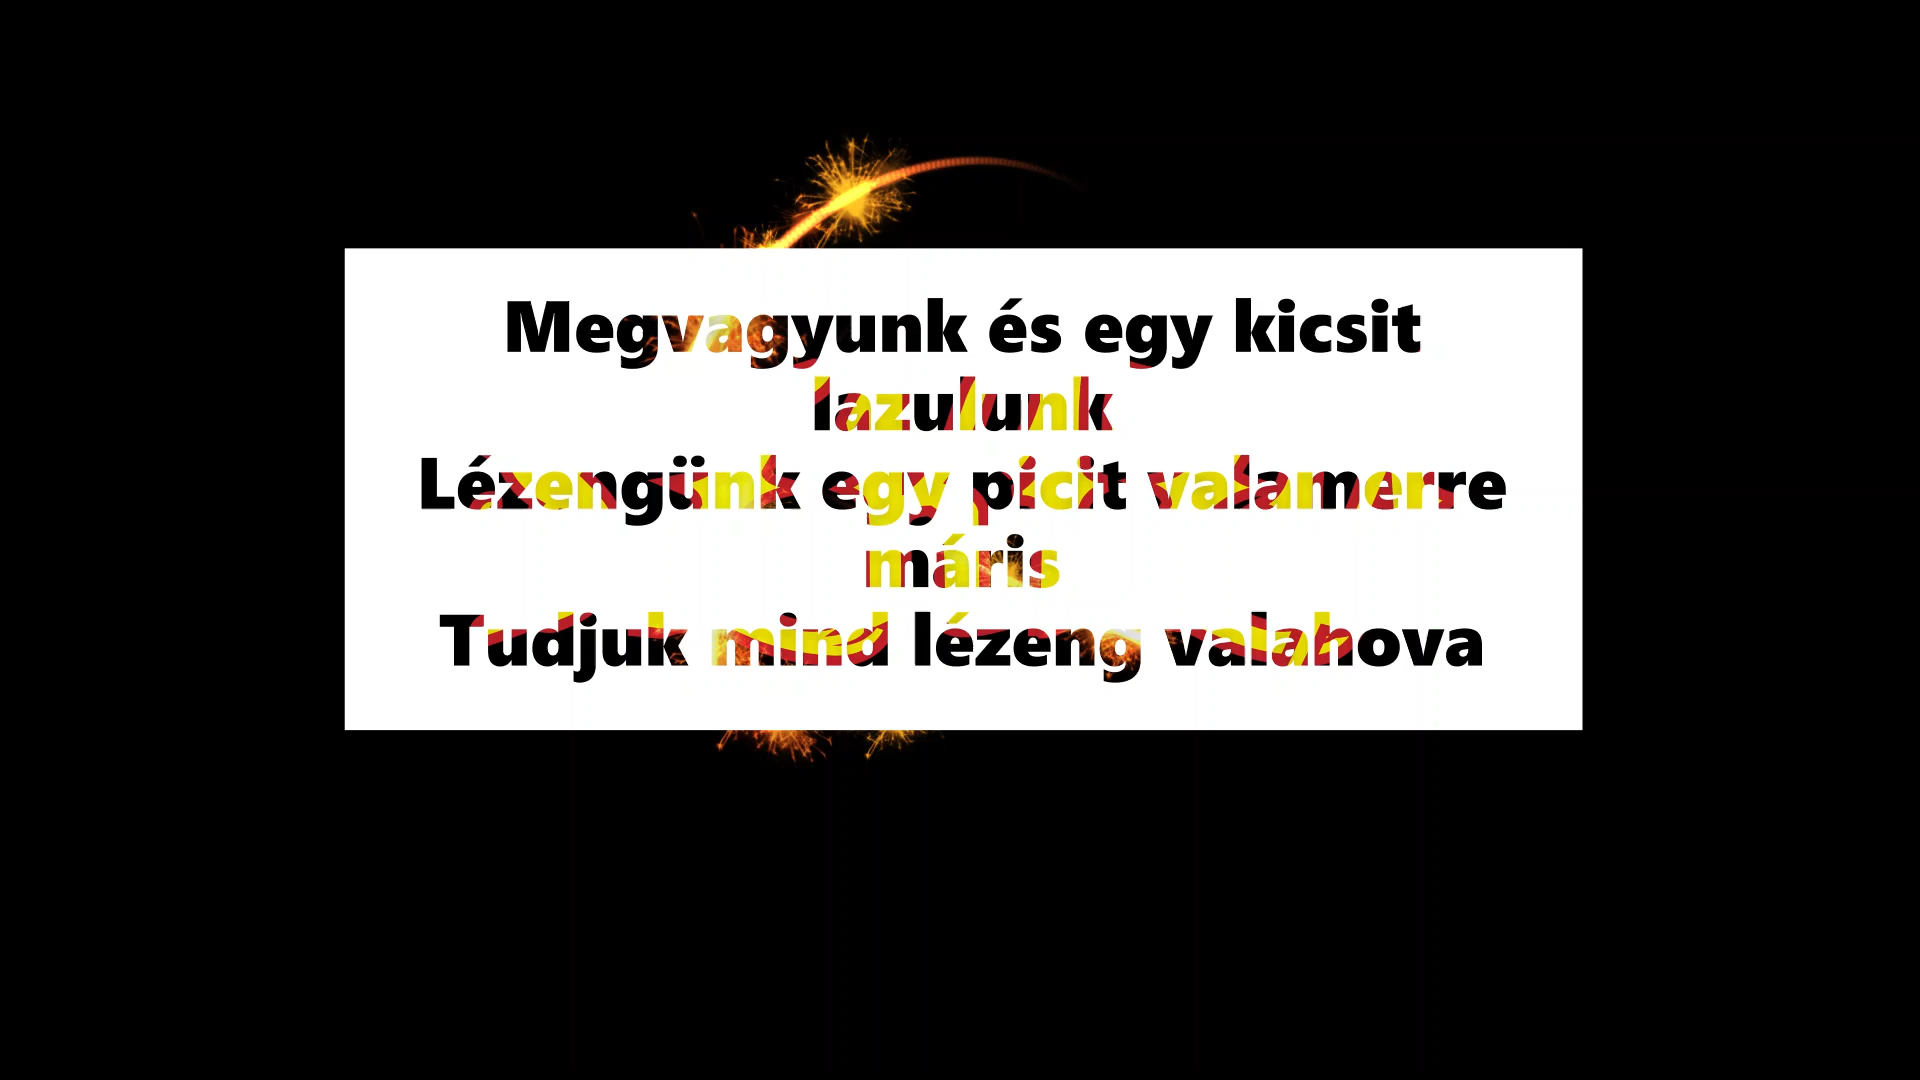 Megvagyunk és egy kicsit
lazulunk
Lézengünk egy picit valamerre
máris
Tudjuk mind lézeng valahova